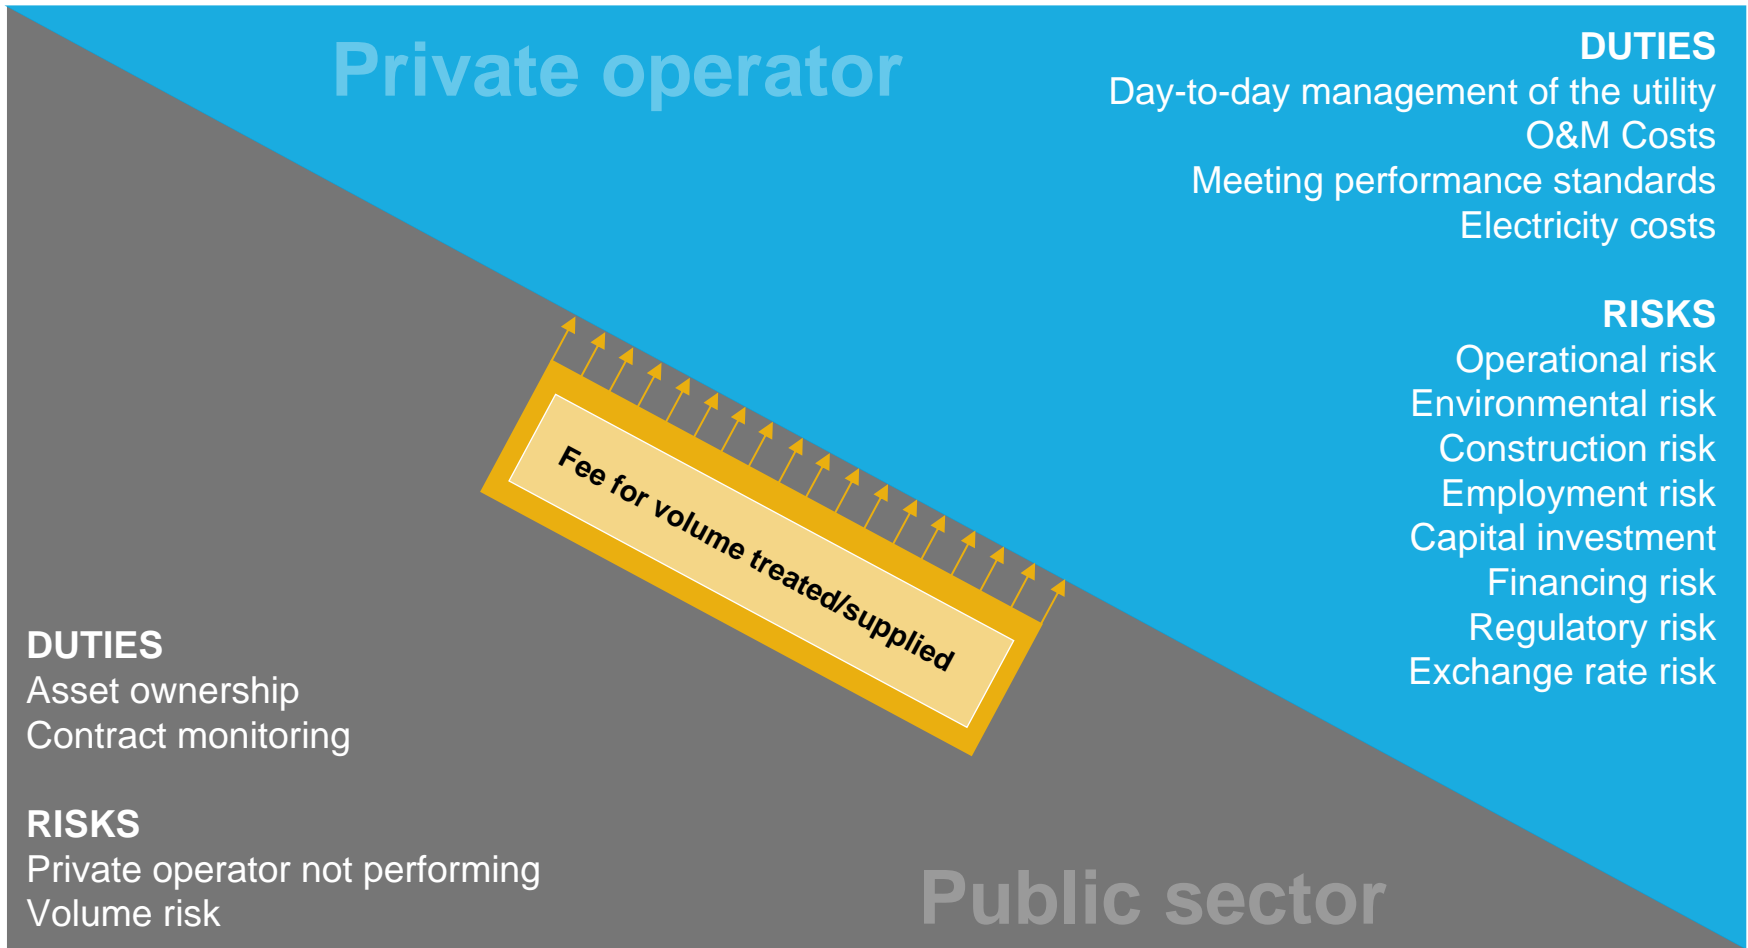 Private operator
DUTIES
Day-to-day management of the utility
O&M Costs
Meeting performance standards
Electricity costs
RISKS
Operational risk
Environmental risk
Construction risk
Employment risk
Capital investment
Financing risk
Regulatory risk
Exchange rate risk
Fee for volume treated/supplied
DUTIES
Asset ownership
Contract monitoring
RISKS
Private operator not performing
Volume risk
Public sector